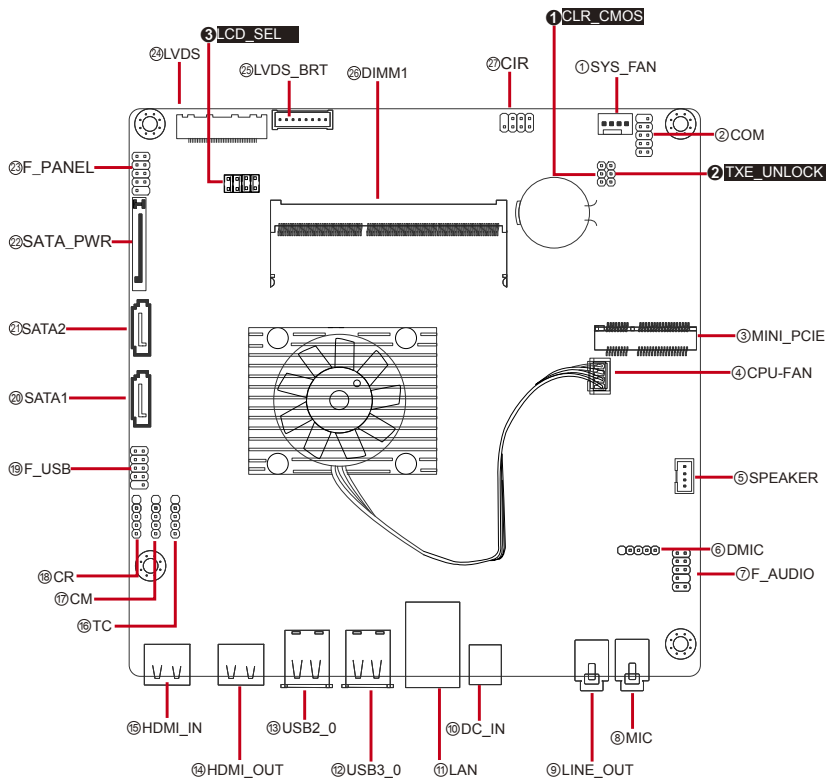 ❶CLR_CMOS
❸LCD_SEL
㉔LVDS
㉕LVDS_BRT
㉖DIMM1
㉗CIR
①SYS_FAN
②COM
㉓F_PANEL
❷TXE_UNLOCK
㉒SATA_PWR
㉑SATA2
③MINI_PCIE
④CPU-FAN
⑳SATA1
⑲F_USB
⑤SPEAKER
⑥DMIC
⑱CR
⑦F_AUDIO
⑰CM
⑯TC
⑮HDMI_IN
⑬USB2_0
⑩DC_IN
⑧MIC
⑭HDMI_OUT
⑫USB3_0
⑪LAN
⑨LINE_OUT